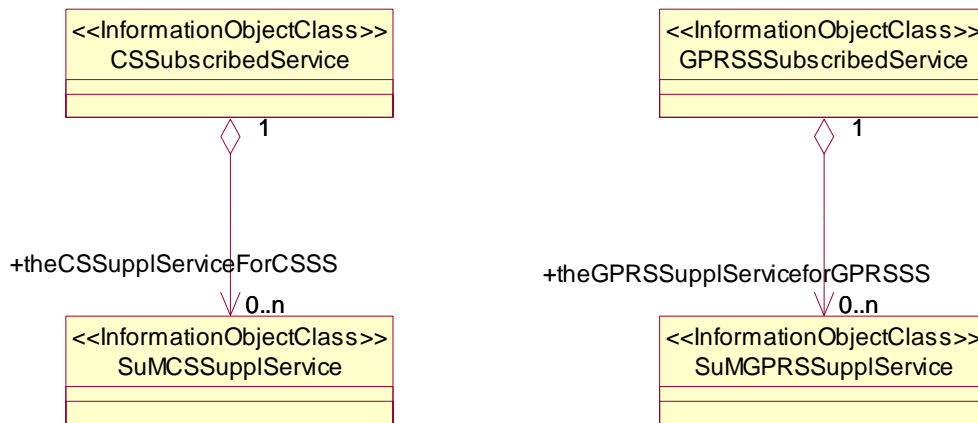 <<InformationObjectClass>>
CSSubscribedService
1
+theCSSupplServiceForCSSS
0..n
<<InformationObjectClass>>
SuMCSSupplService
<<InformationObjectClass>>
GPRSSSubscribedService
1
+theGPRSSupplServiceforGPRSSS
0..n
<<InformationObjectClass>>
SuMGPRSSupplService